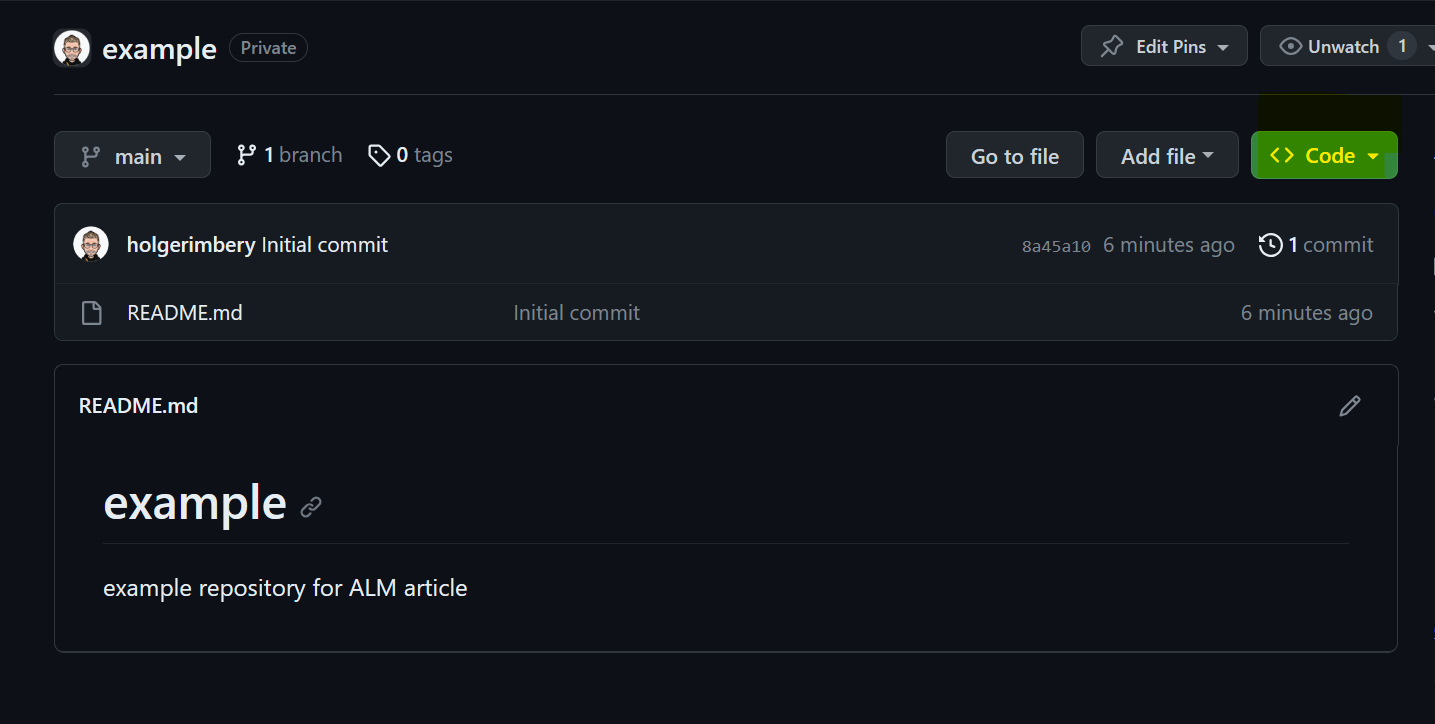 example Private Edit Pins Unwatch 1
main 1 branch 0 tags Go to file Add file Code
holgerimbery Initial commit 8a45a10 6 minutes ago 1 commit
README.md Initial commit 6 minutes ago
README.md
example
example repository for ALM article